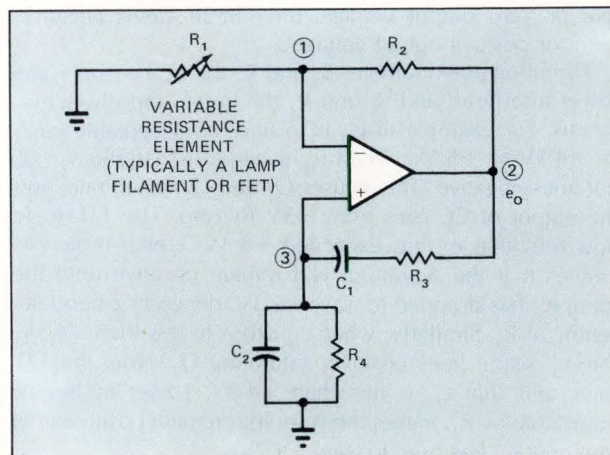 R1
①
R2
VARIABLE
RESISTANCE
ELEMENT
(TYPICALLY A LAMP
FILAMENT OR FET)
−
+
②
eo
③
C1
R3
C2
R4